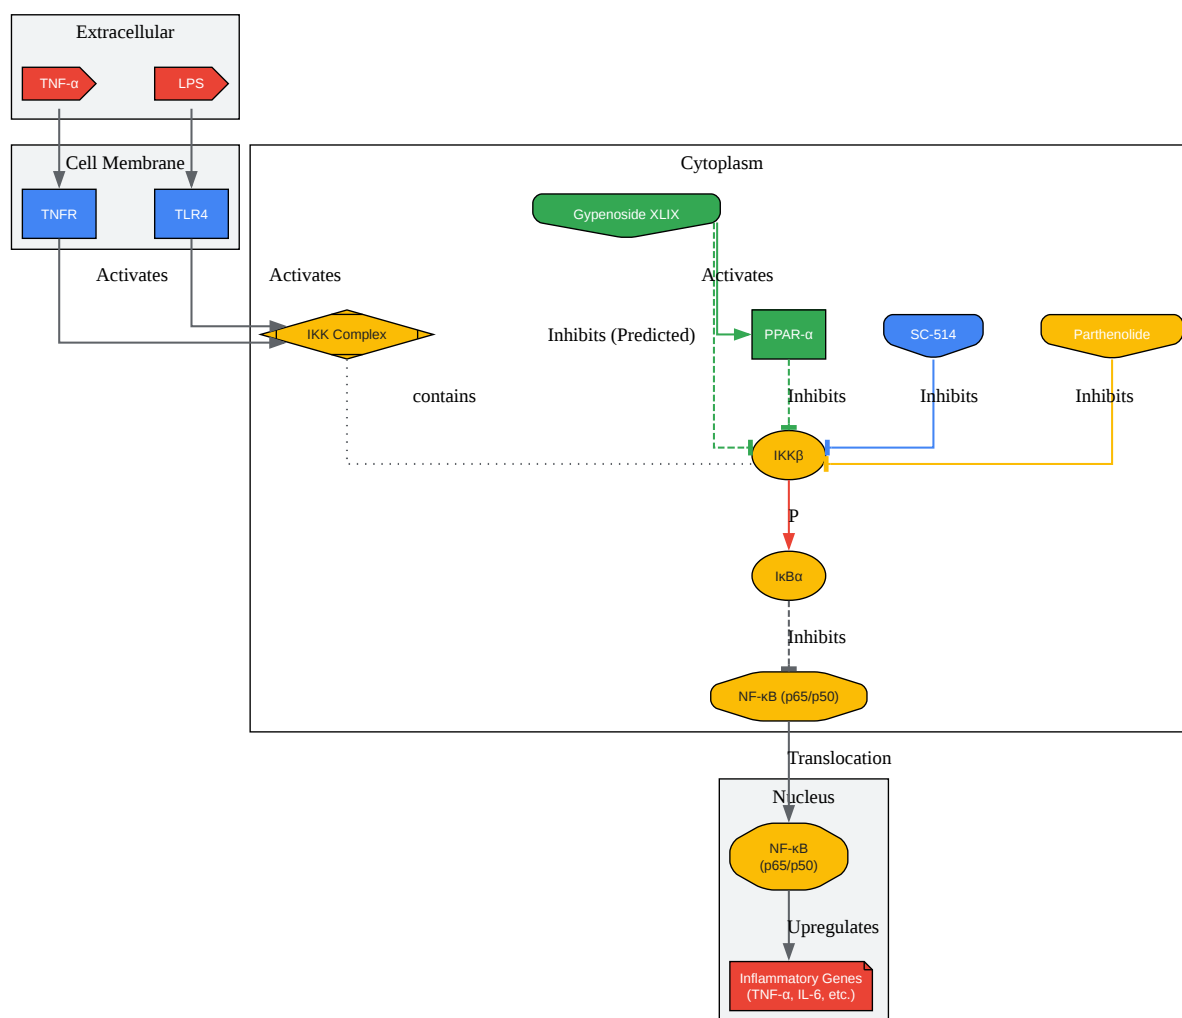 Extracellular
TNF-α
LPS
Cell Membrane
Cytoplasm
TNFR
TLR4
Gypenoside XLIX
Activates
Activates
Activates
IKK Complex
Inhibits (Predicted)
PPAR-α
SC-514
Parthenolide
contains
Inhibits
Inhibits
Inhibits
IKKβ
P
IκBα
Inhibits
NF-κB (p65/p50)
Translocation
Nucleus
NF-κB
(p65/p50)
Upregulates
Inflammatory Genes
(TNF-α, IL-6, etc.)